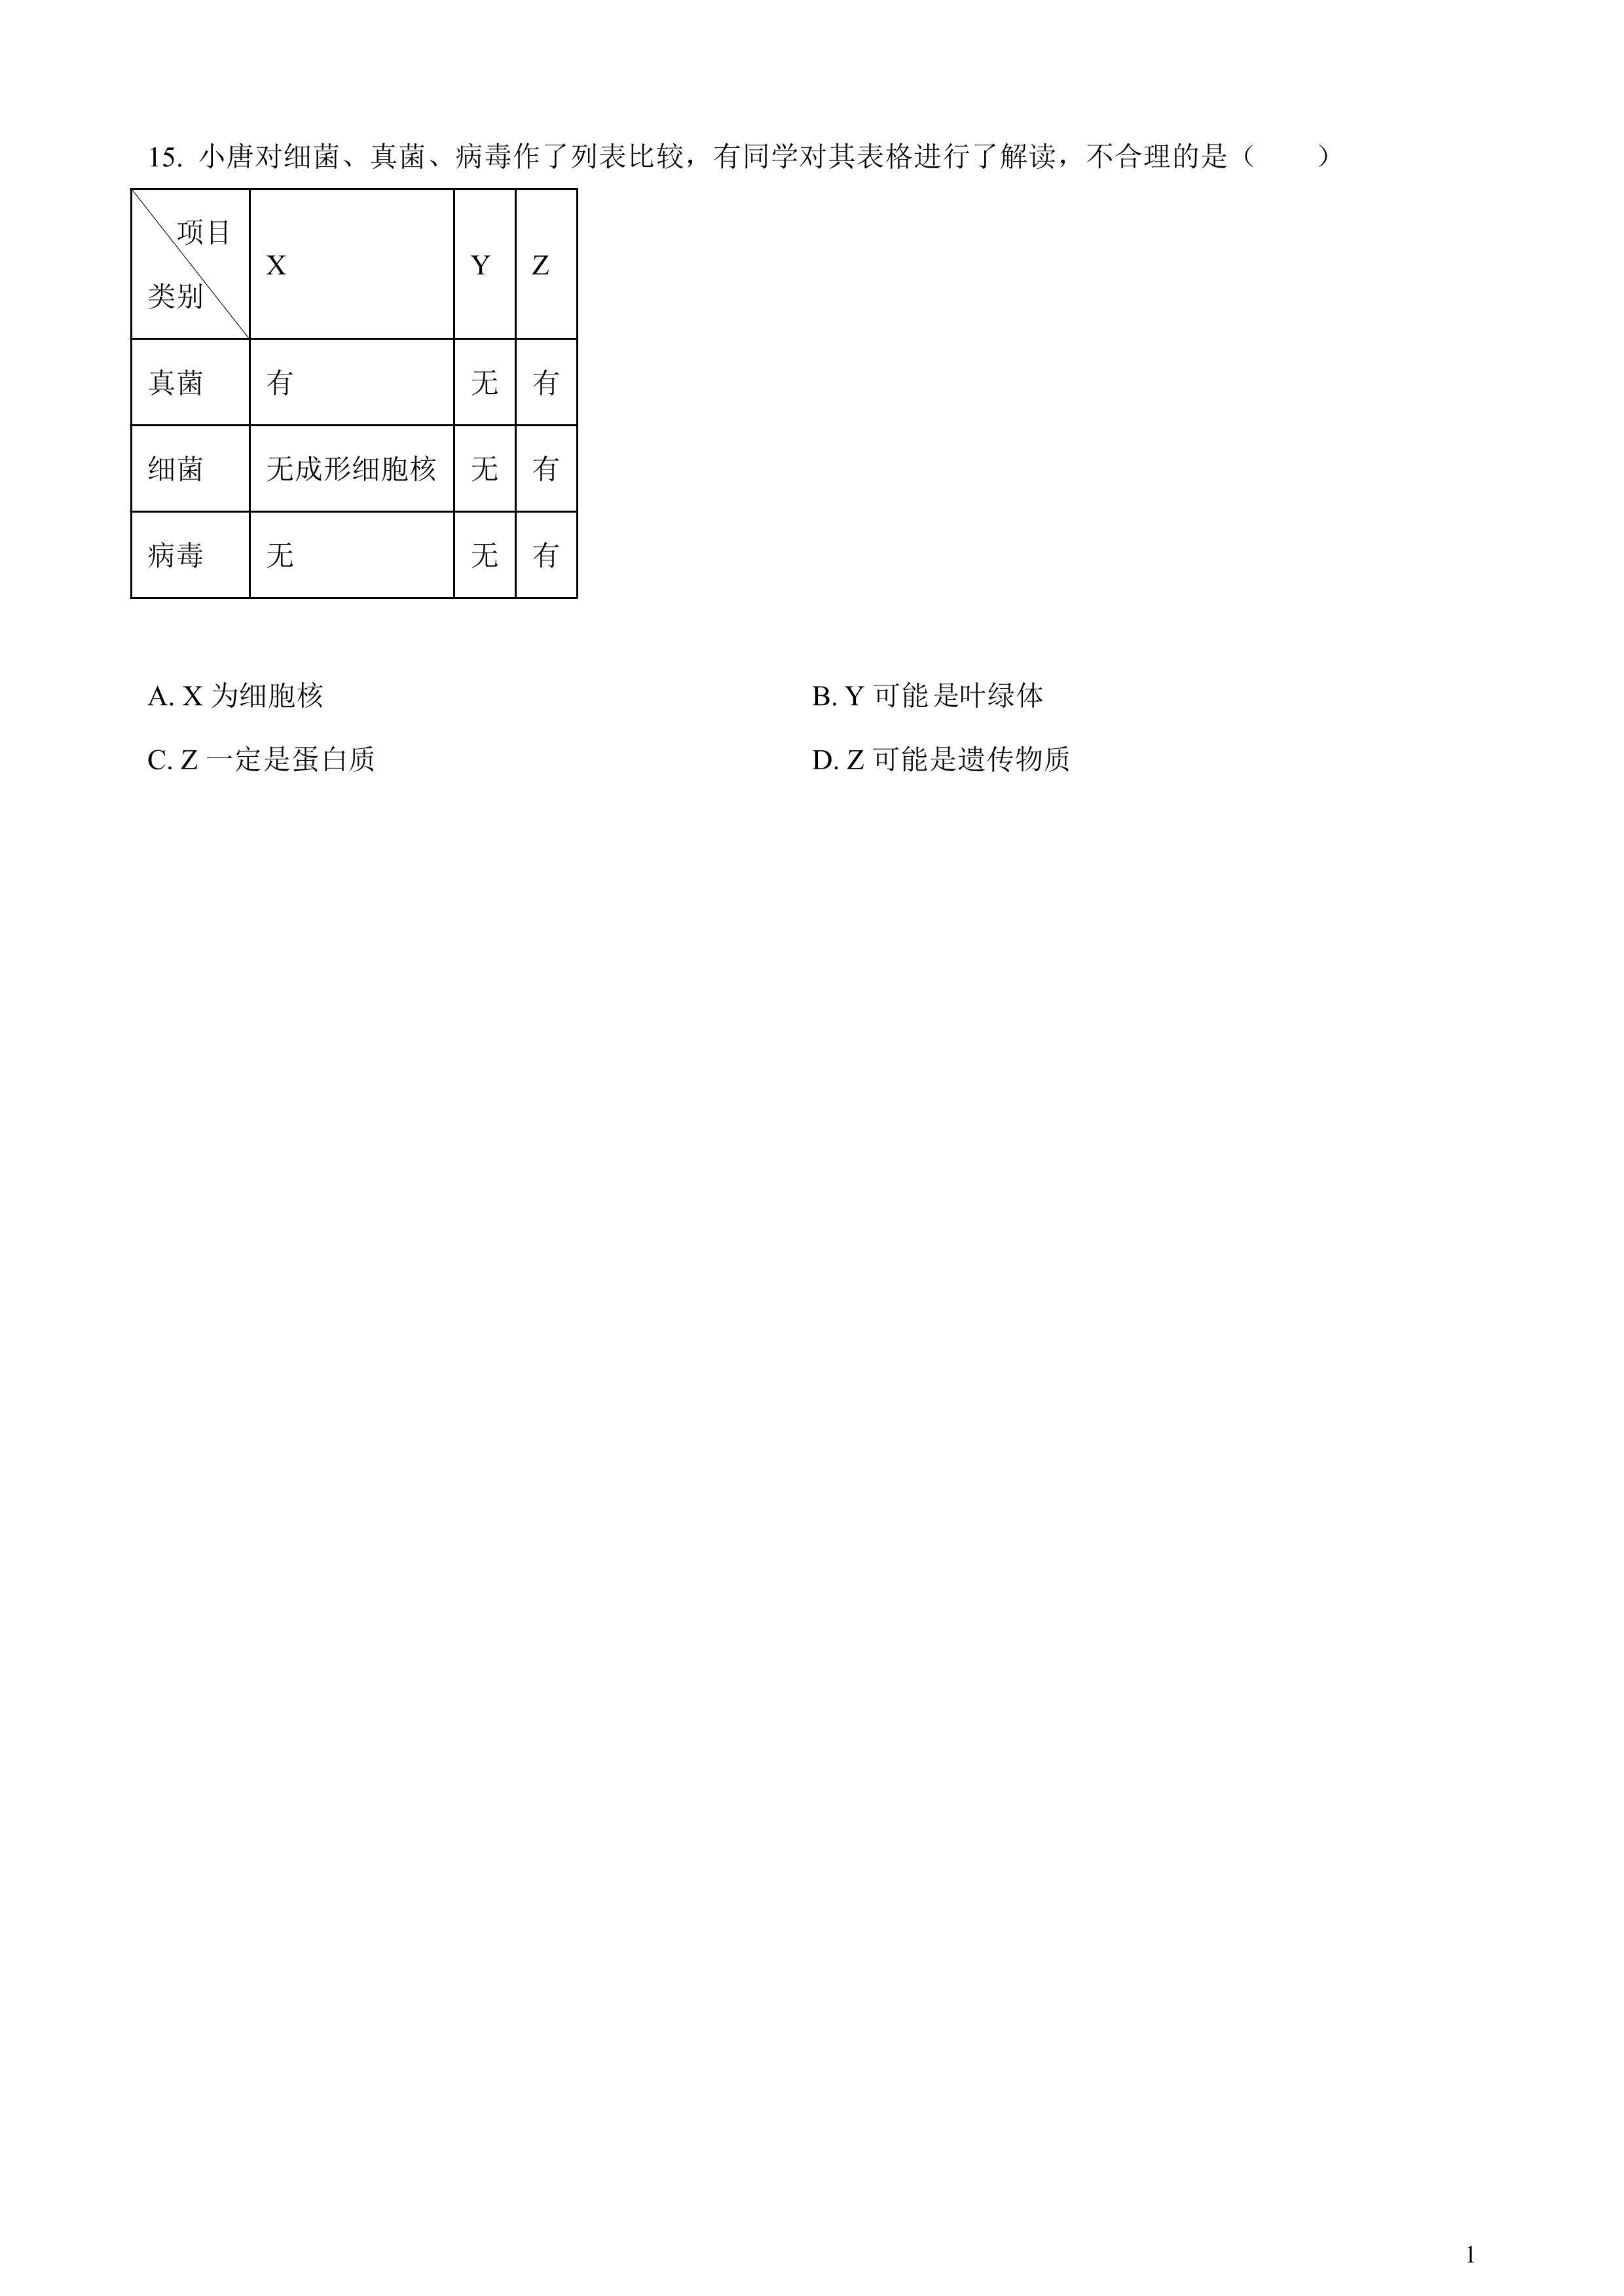 15. 小唐对细菌、真菌、病毒作了列表比较，有同学对其表格进行了解读，不合理的是（　　）
项目
类别
X Y Z
真菌 有 无 有
细菌 无成形细胞核 无 有
病毒 无 无 有
A. X 为细胞核 B. Y 可能是叶绿体
C. Z 一定是蛋白质 D. Z 可能是遗传物质
1